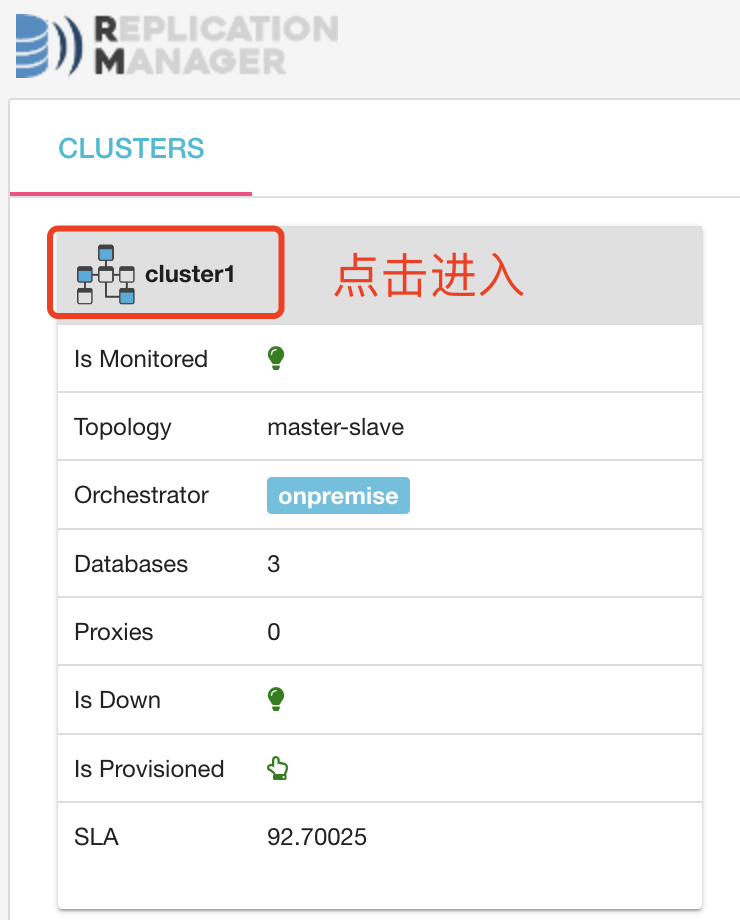 REPLICATION
MANAGER
CLUSTERS
cluster1 点击进入
Is Monitored
Topology master-slave
Orchestrator onpremise
Databases 3
Proxies 0
Is Down
Is Provisioned
SLA 92.70025